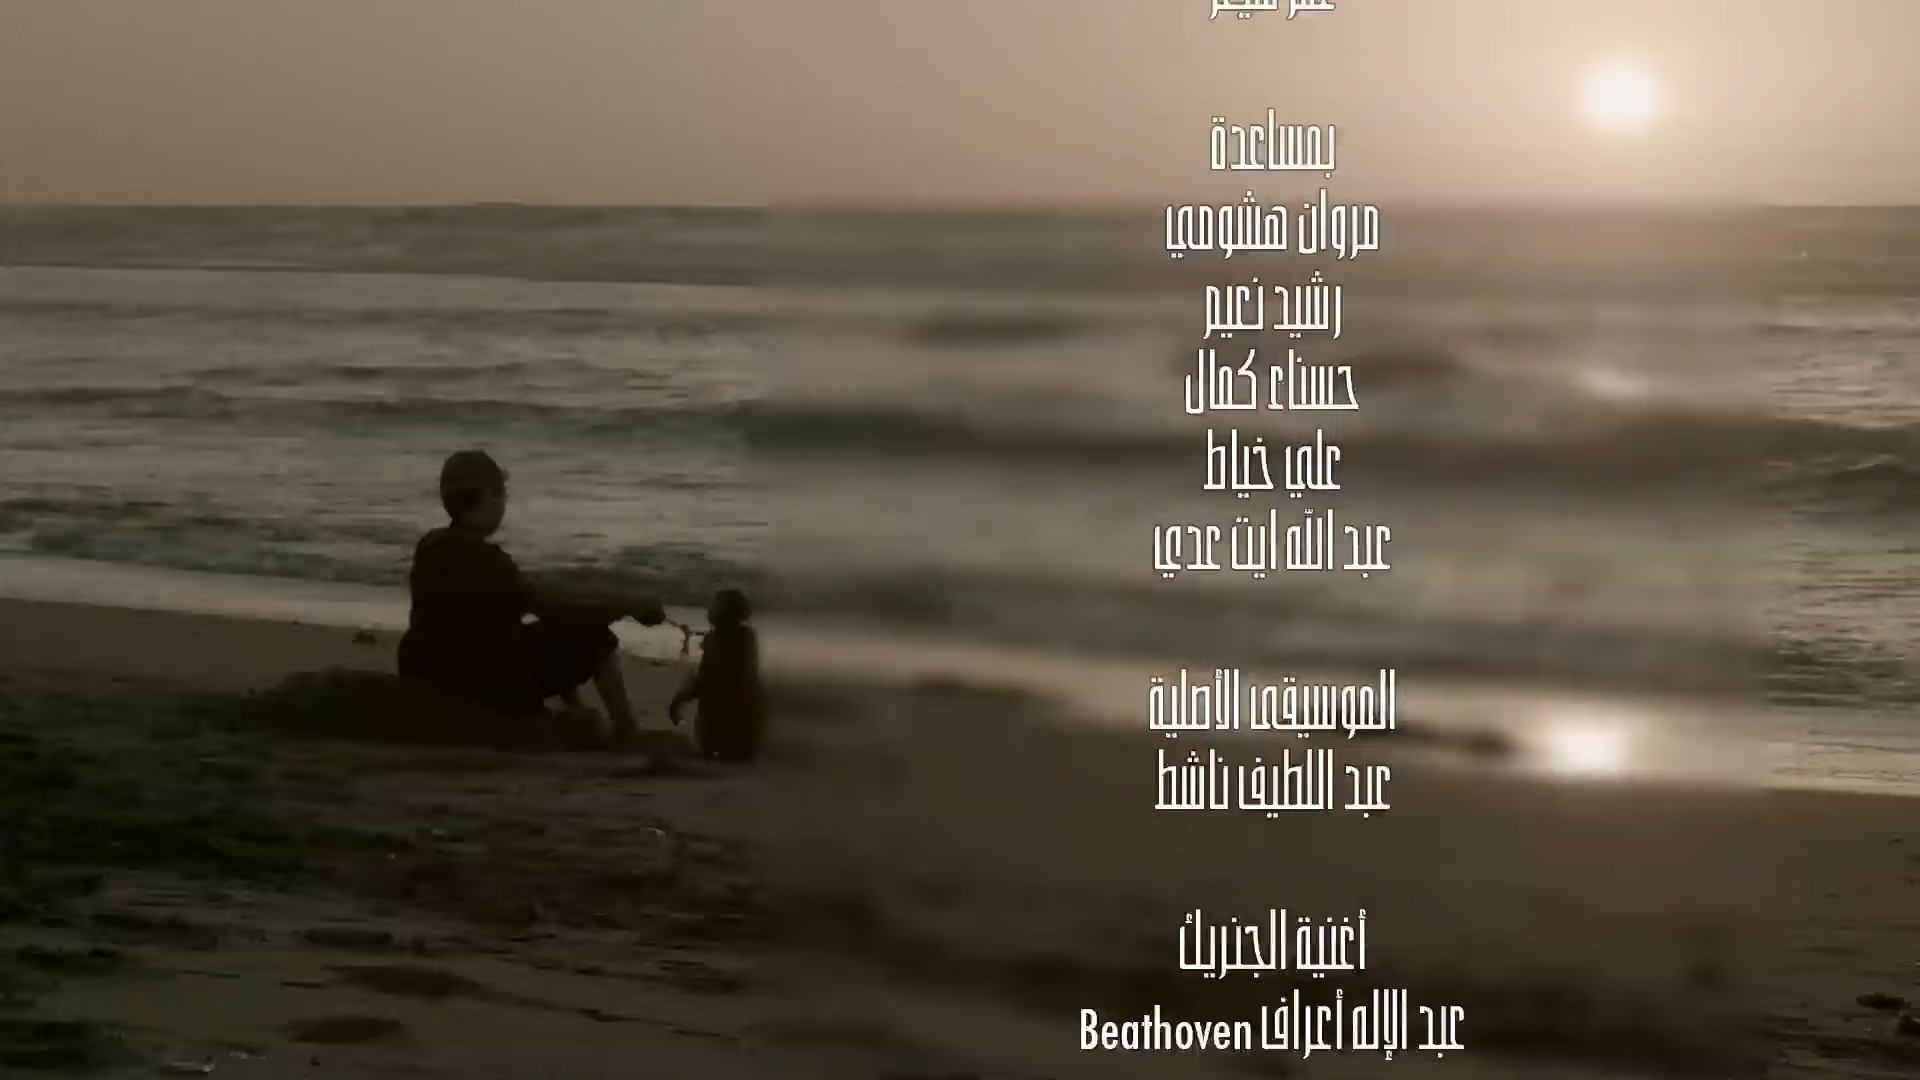 بمساعدة
مروان هشومي
رشيد نعيم
حسناء كمال
علي خياط
عبد الله ايت عدي
الموسيقى الأصلية
عبد اللطيف ناشط
أغنية الجنريك
عبد الإله أعراف Beathoven